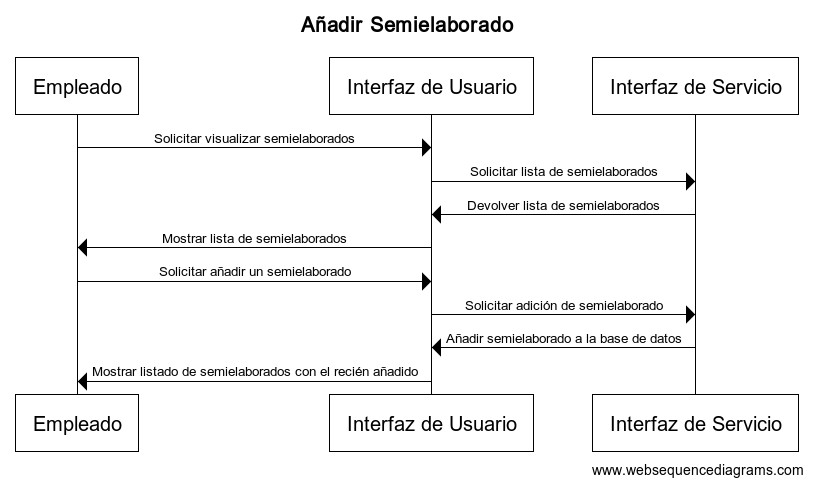 Añadir Semielaborado
Empleado
Interfaz de Usuario
Interfaz de Servicio
Solicitar visualizar semielaborados
Solicitar lista de semielaborados
Devolver lista de semielaborados
Mostrar lista de semielaborados
Solicitar añadir un semielaborado
Solicitar adición de semielaborado
Añadir semielaborado a la base de datos
Mostrar listado de semielaborados con el recién añadido
Empleado
Interfaz de Usuario
Interfaz de Servicio
www.websequencediagrams.com